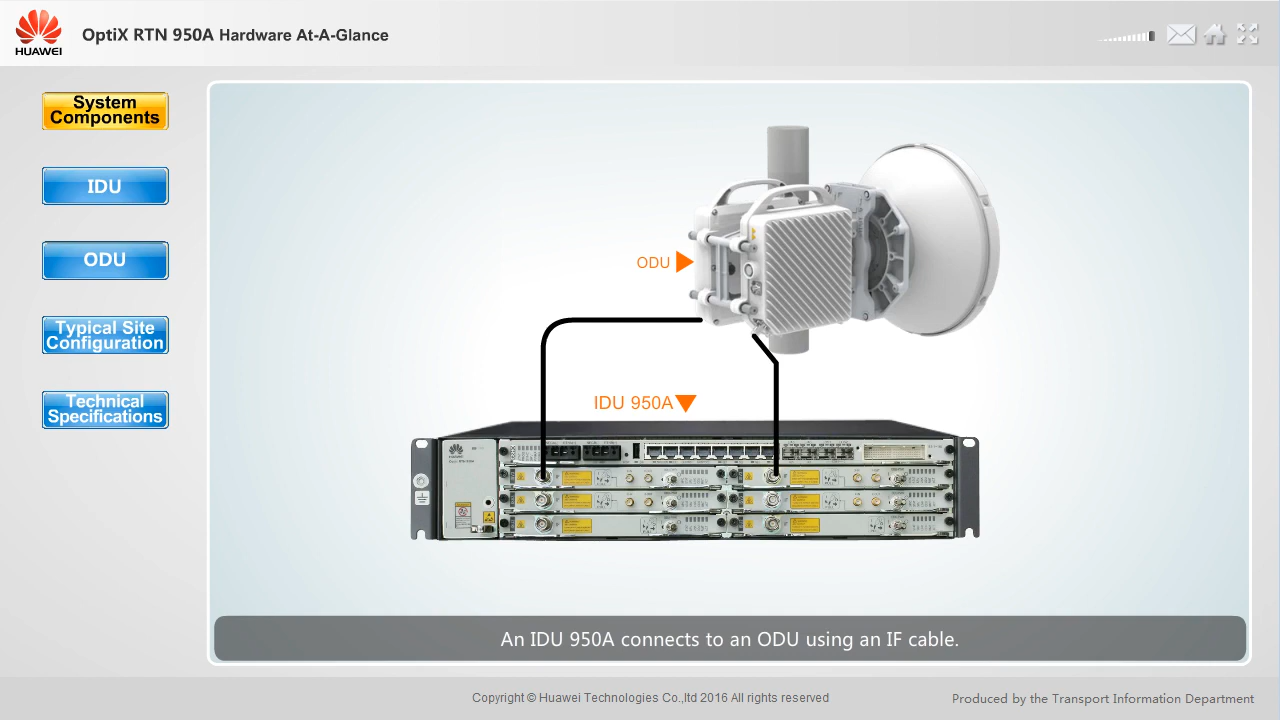 HUAWEI
OptiX RTN 950A Hardware At-A-Glance
System
Components
IDU
ODU
Typical Site
Configuration
Technical
Specifications
ODU
IDU 950A
HUAWEI
An IDU 950A connects to an ODU using an IF cable.
Copyright © Huawei Technologies Co.,ltd 2016 All rights reserved
Produced by the Transport Information Department